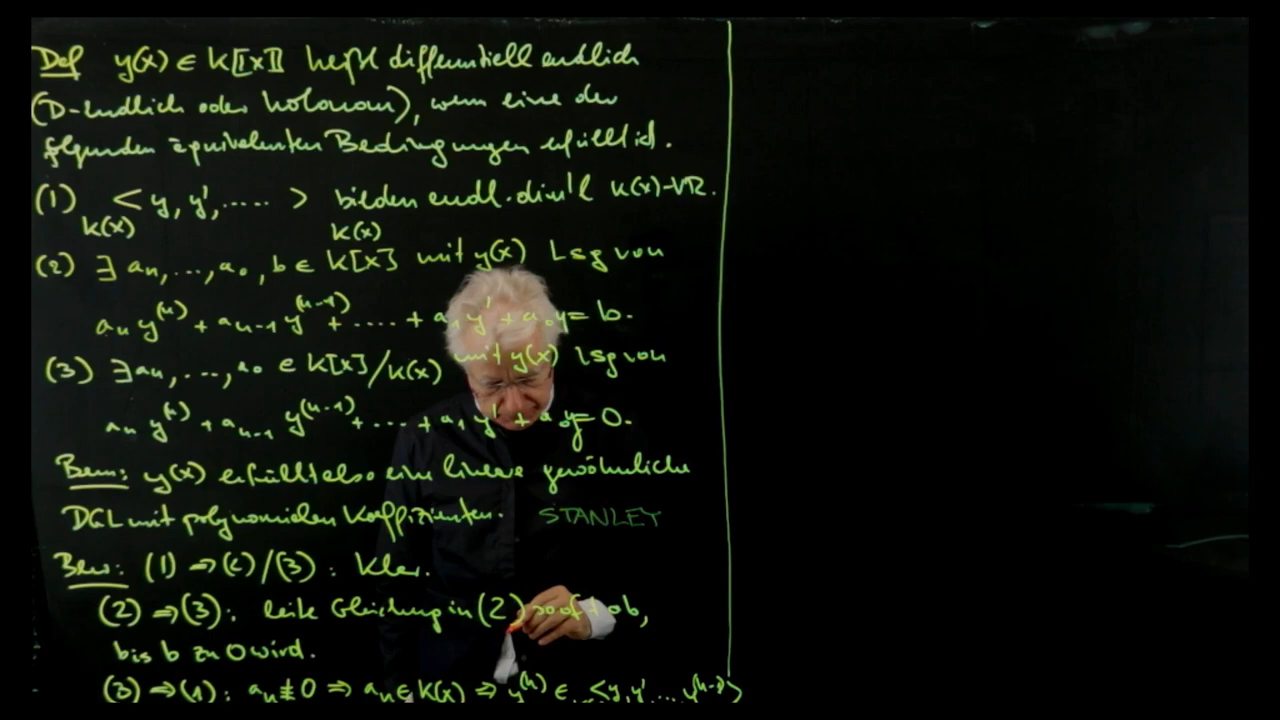 Def y(x) ∈ K[[x]] heißt differentiell endlich
(D-endlich oder holonom), wenn eine der
folgenden äquivalenten Bedingungen erfüllt ist.
(1) < y, y', ..... > bilden endl. dim'l K(x)-VR.
K(x) K(x)
(2) ∃ an, ..., a0, b ∈ K[x] mit y(x) Lsg von
an y^(n) + an-1 y^(n-1) + .... + a1 y' + a0 y = b.
(3) ∃ an, ..., a0 ∈ K[x]/K(x) mit y(x) Lsg von
an y^(n) + an-1 y^(n-1) + ... + a1 y' + a0 y = 0.
Bem: y(x) erfüllt also eine lineare gewöhnliche
DGL mit polynomialen Koeffizienten. STANLEY
Bew: (1) ⇒ (2)/(3): klar.
(2) ⇒ (3): leite Gleichung in (2) so oft ab,
bis b zu 0 wird.
(3) ⇒ (1): an ≢ 0 ⇒ an ∈ K(x) ⇒ y^(n) ∈ <y, y', ...